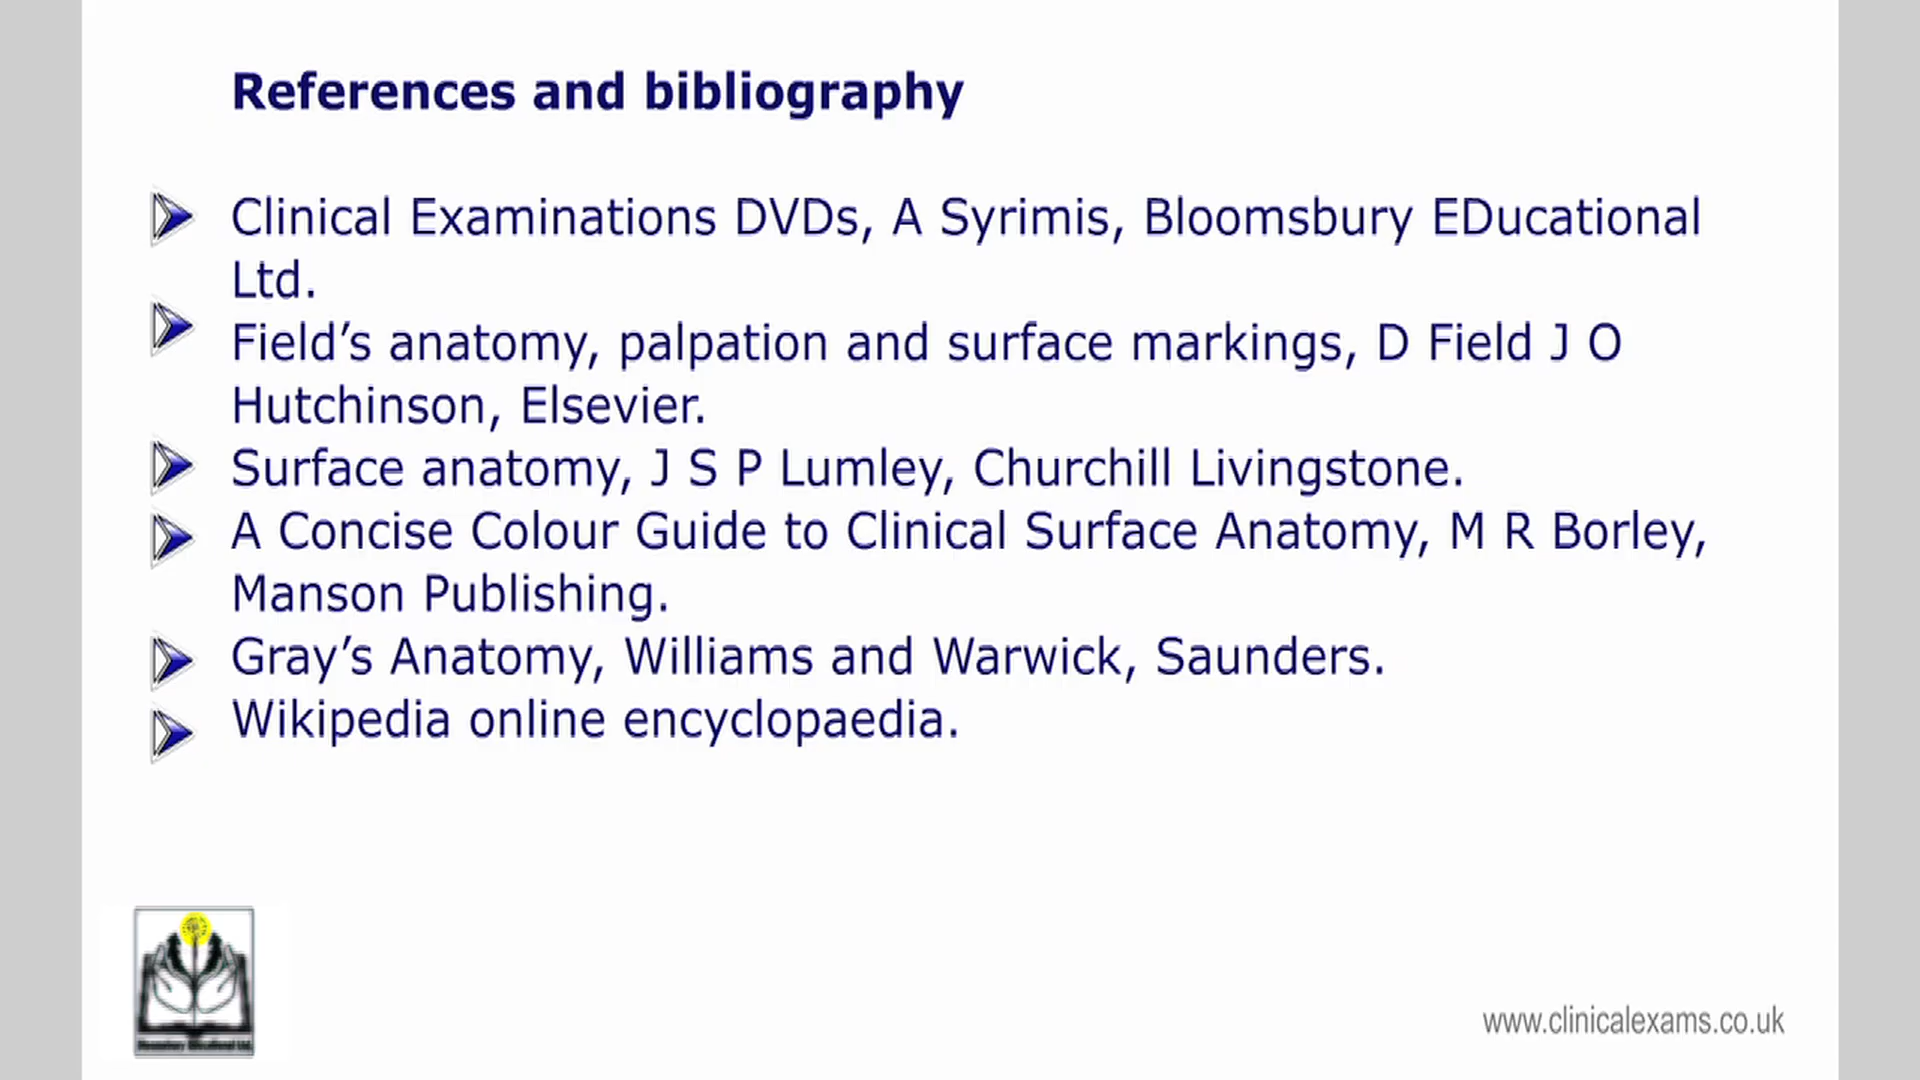 References and bibliography
Clinical Examinations DVDs, A Syrimis, Bloomsbury EDucational
Ltd.
Field’s anatomy, palpation and surface markings, D Field J O
Hutchinson, Elsevier.
Surface anatomy, J S P Lumley, Churchill Livingstone.
A Concise Colour Guide to Clinical Surface Anatomy, M R Borley,
Manson Publishing.
Gray’s Anatomy, Williams and Warwick, Saunders.
Wikipedia online encyclopaedia.
www.clinicalexams.co.uk